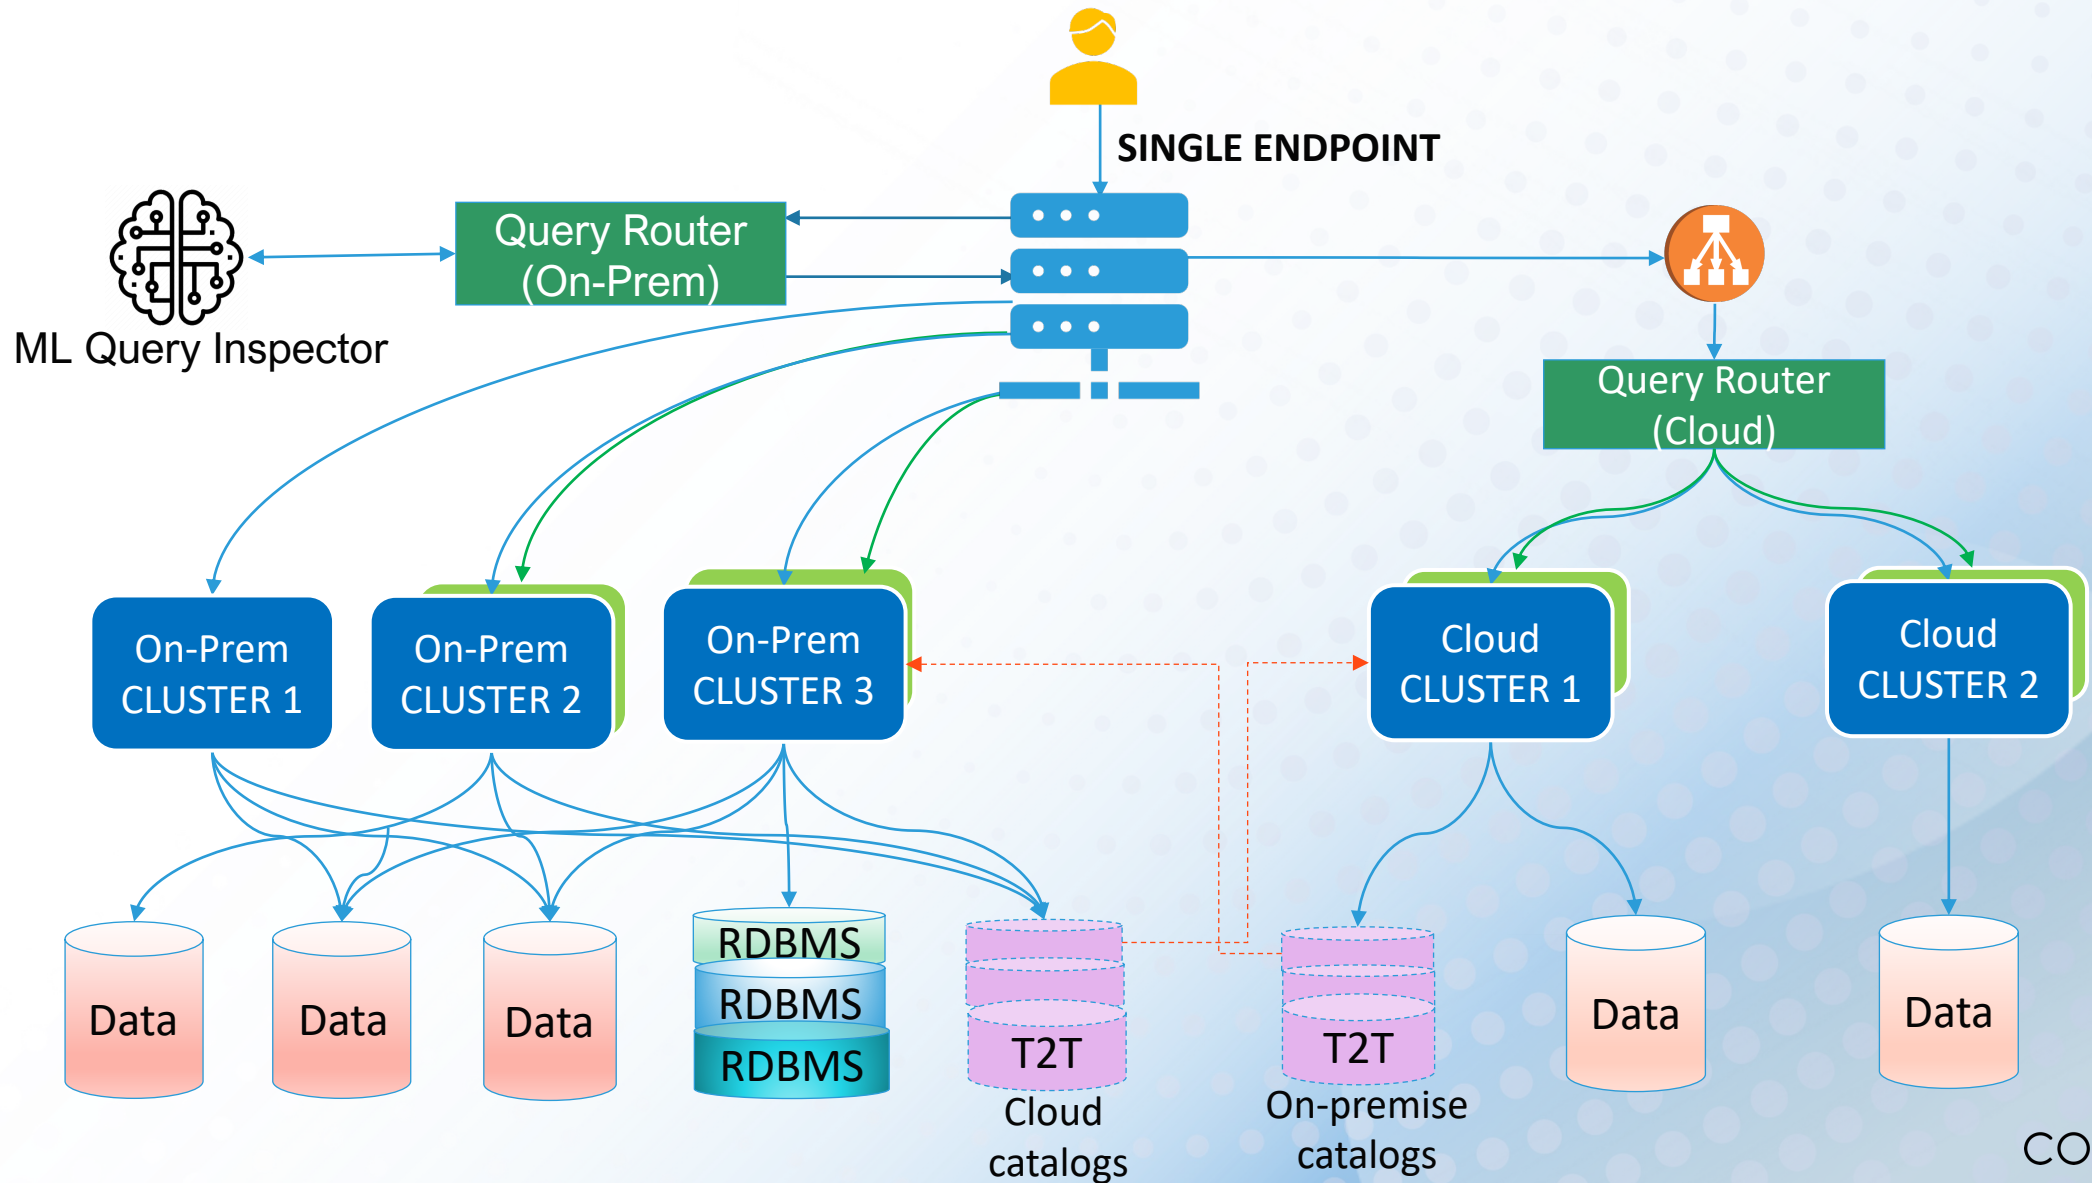 SINGLE ENDPOINT
Query Router
(On-Prem)
ML Query Inspector
Query Router
(Cloud)
On-Prem
CLUSTER 1
On-Prem
CLUSTER 2
On-Prem
CLUSTER 3
Cloud
CLUSTER 1
Cloud
CLUSTER 2
Data
Data
Data
RDBMS
RDBMS
RDBMS
T2T
Cloud
catalogs
T2T
On-premise
catalogs
Data
Data
CO